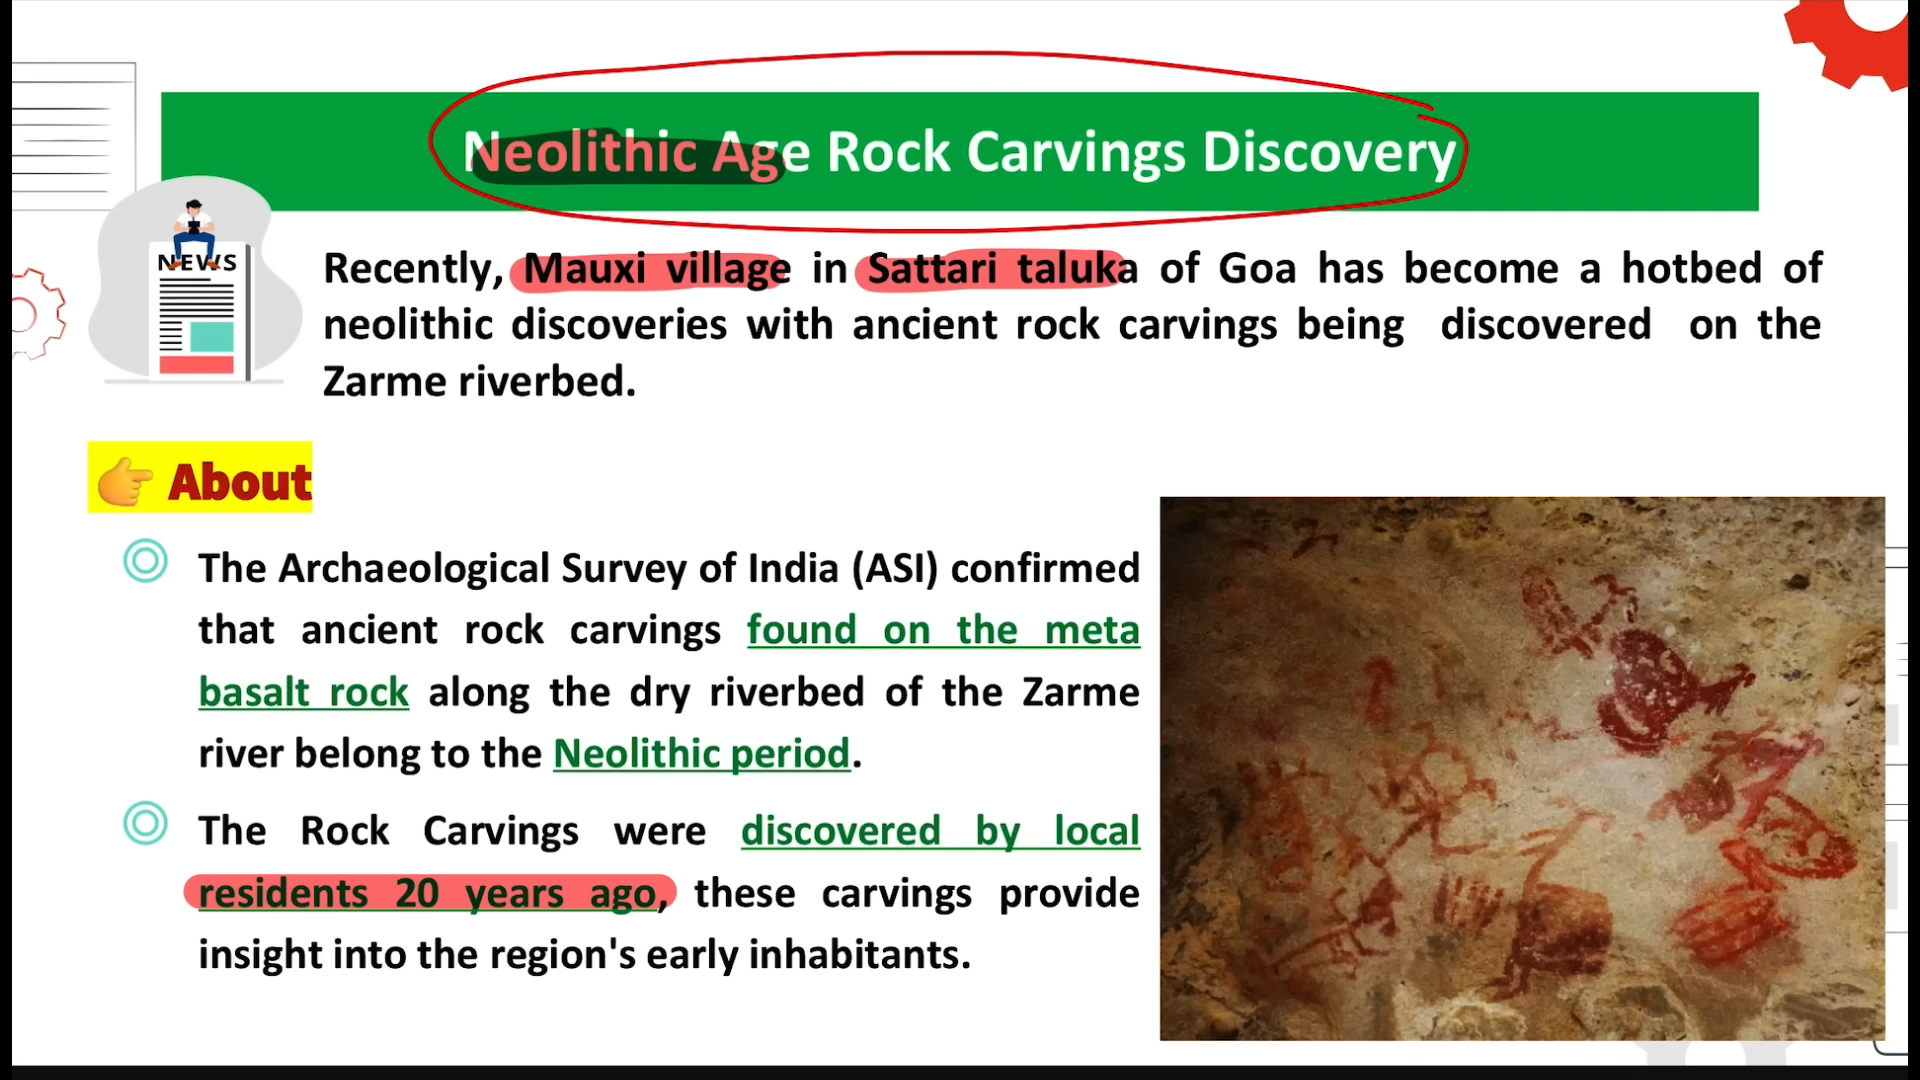 Neolithic Age Rock Carvings Discovery
NEWS
Recently, Mauxi village in Sattari taluka of Goa has become a hotbed of
neolithic discoveries with ancient rock carvings being discovered on the
Zarme riverbed.
👉 About
The Archaeological Survey of India (ASI) confirmed
that ancient rock carvings found on the meta
basalt rock along the dry riverbed of the Zarme
river belong to the Neolithic period.
The Rock Carvings were discovered by local
residents 20 years ago, these carvings provide
insight into the region's early inhabitants.